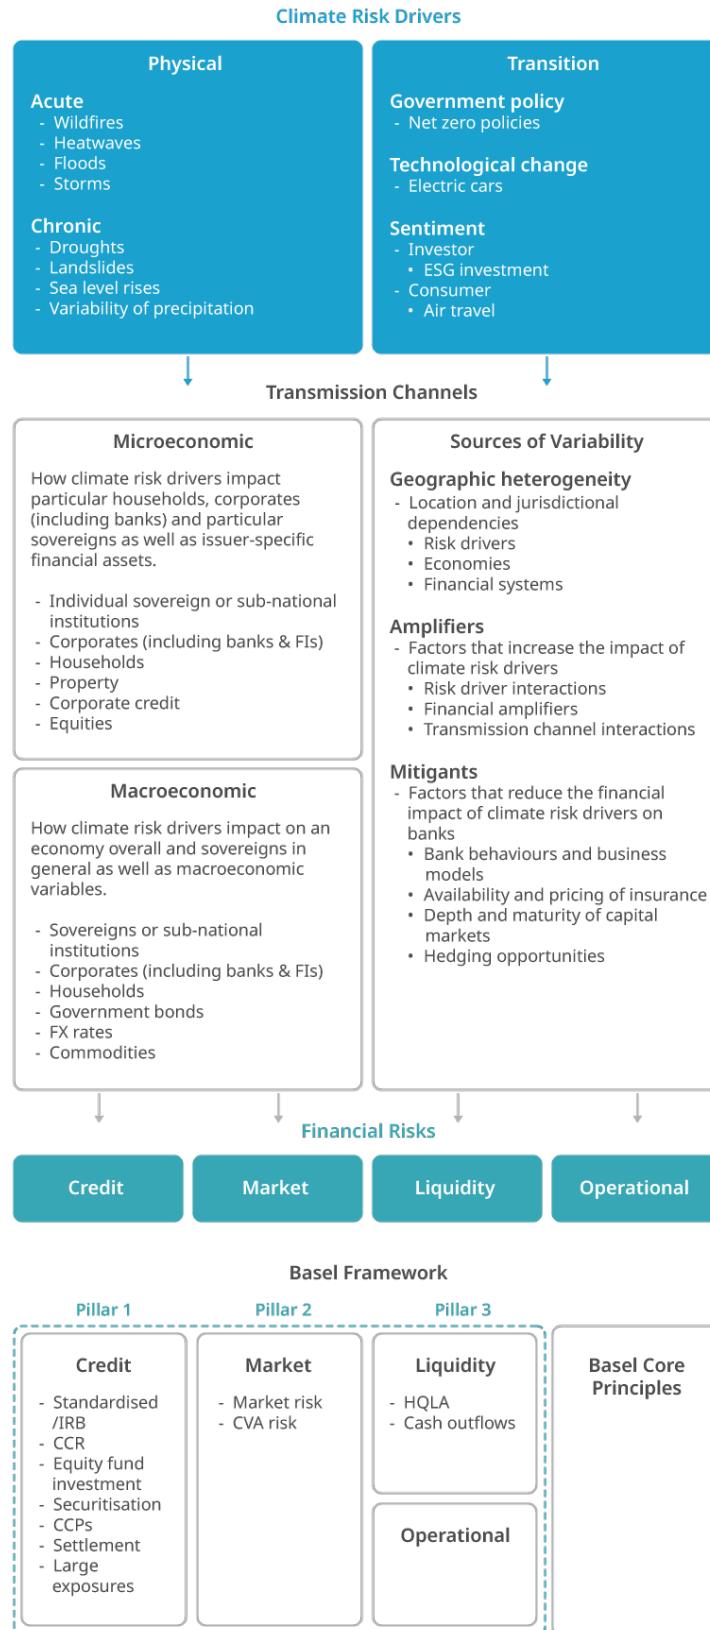 Climate Risk Drivers
Physical
Acute
- Wildfires
- Heatwaves
- Floods
- Storms
Chronic
- Droughts
- Landslides
- Sea level rises
- Variability of precipitation
Transition
Government policy
- Net zero policies
Technological change
- Electric cars
Sentiment
- Investor
• ESG investment
- Consumer
• Air travel
Transmission Channels
Microeconomic
How climate risk drivers impact
particular households, corporates
(including banks) and particular
sovereigns as well as issuer-specific
financial assets.
- Individual sovereign or sub-national
institutions
- Corporates (including banks & FIs)
- Households
- Property
- Corporate credit
- Equities
Macroeconomic
How climate risk drivers impact on an
economy overall and sovereigns in
general as well as macroeconomic
variables.
- Sovereigns or sub-national
institutions
- Corporates (including banks & FIs)
- Households
- Government bonds
- FX rates
- Commodities
Sources of Variability
Geographic heterogeneity
- Location and jurisdictional
dependencies
• Risk drivers
• Economies
• Financial systems
Amplifiers
- Factors that increase the impact of
climate risk drivers
• Risk driver interactions
• Financial amplifiers
• Transmission channel interactions
Mitigants
- Factors that reduce the financial
impact of climate risk drivers on
banks
• Bank behaviours and business
models
• Availability and pricing of insurance
• Depth and maturity of capital
markets
• Hedging opportunities
Financial Risks
Credit
Market
Liquidity
Operational
Basel Framework
Pillar 1
Pillar 2
Pillar 3
Credit
- Standardised
/IRB
- CCR
- Equity fund
investment
- Securitisation
- CCPs
- Settlement
- Large
exposures
Market
- Market risk
- CVA risk
Liquidity
- HQLA
- Cash outflows
Operational
Basel Core
Principles